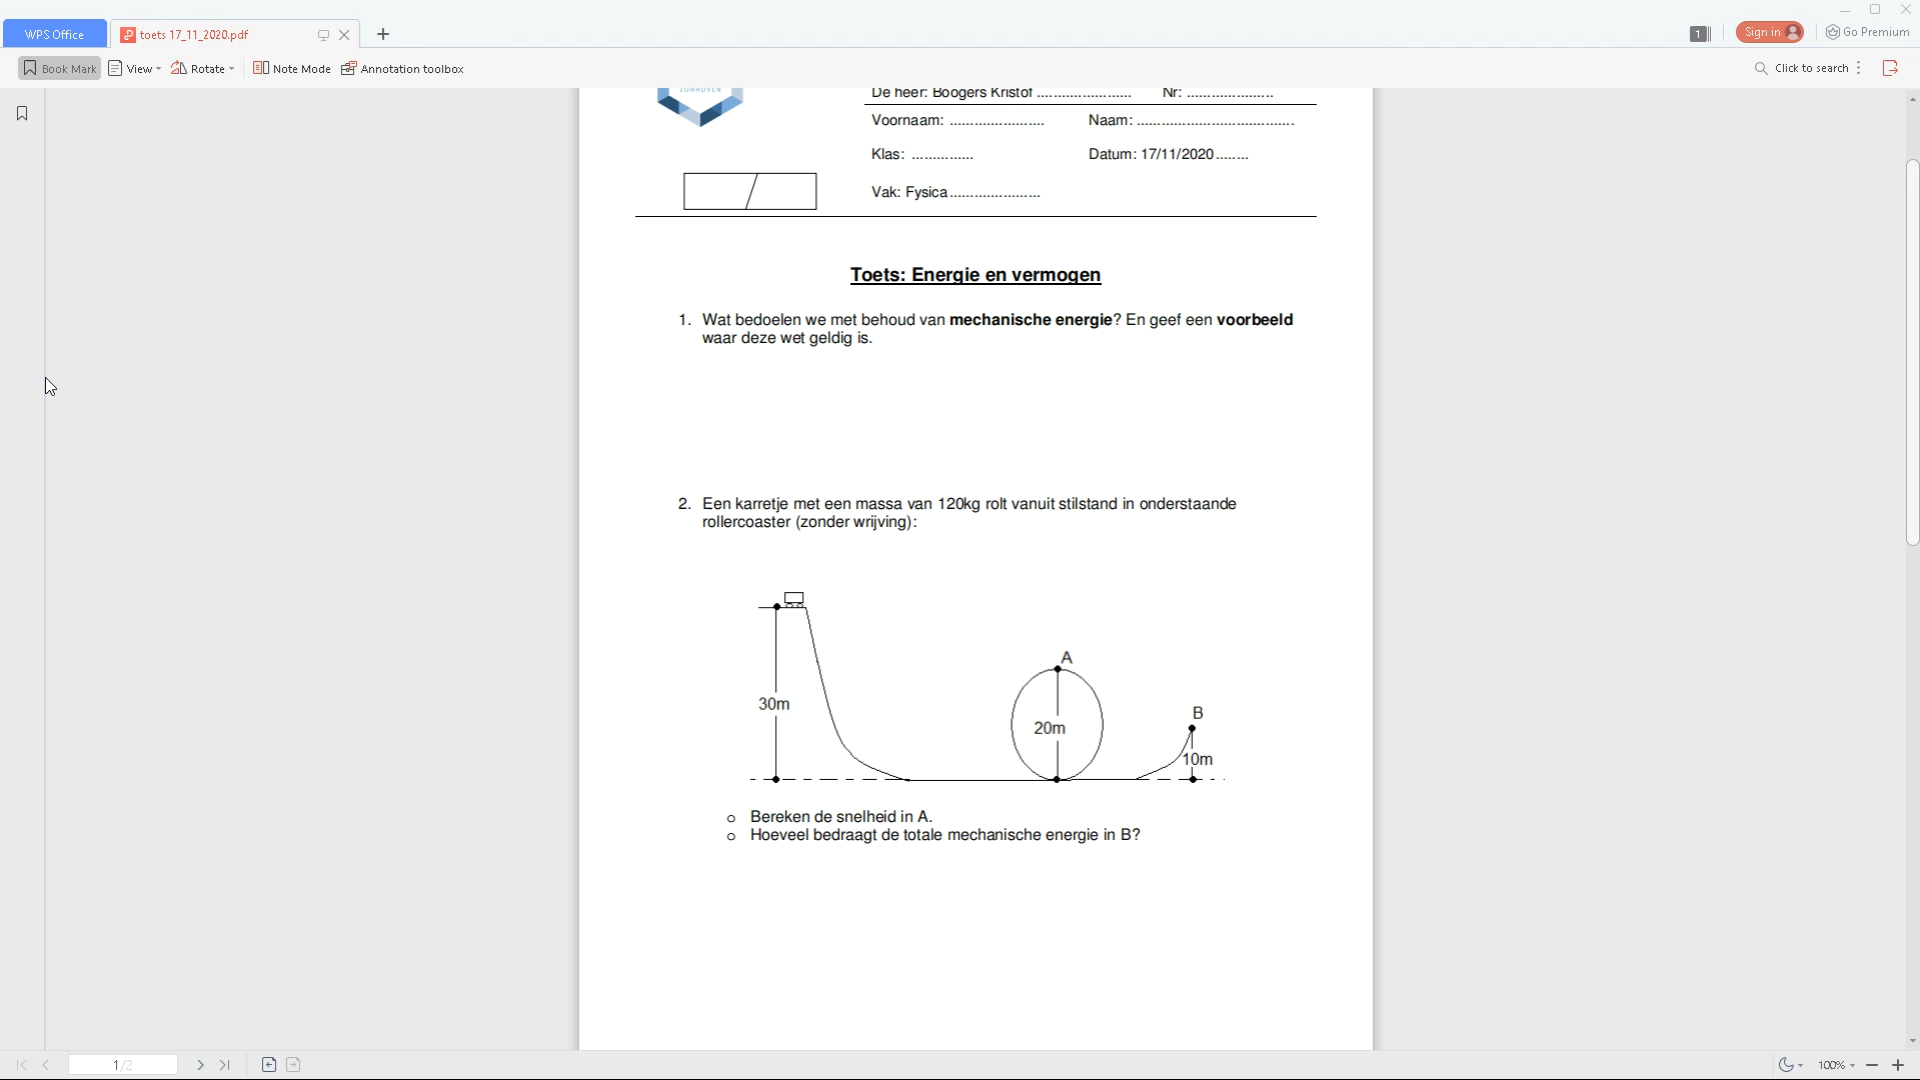 WPS Office
toets 17_11_2020.pdf
1
Sign in
Go Premium
Book Mark
View
Rotate
Note Mode
Annotation toolbox
Click to search
ZONHOVEN
De heer: Boogers Kristof ....................... Nr: .....................
Voornaam: ....................... Naam: ......................................
Klas: ............... Datum: 17/11/2020........
Vak: Fysica......................
Toets: Energie en vermogen
1. Wat bedoelen we met behoud van mechanische energie? En geef een voorbeeld
waar deze wet geldig is.
2. Een karretje met een massa van 120kg rolt vanuit stilstand in onderstaande
rollercoaster (zonder wrijving):
A
30m
B
20m
10m
o Bereken de snelheid in A.
o Hoeveel bedraagt de totale mechanische energie in B?
1/2
100%